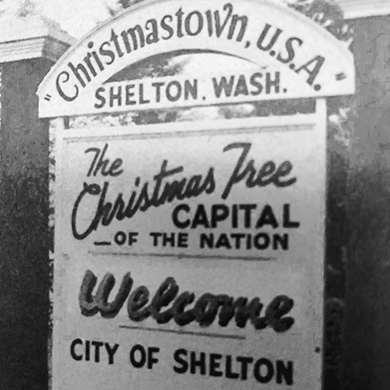 "Christmastown, U.S.A."
SHELTON, WASH.
The
Christmas Tree
CAPITAL
— OF THE NATION
Welcome
CITY OF SHELTON